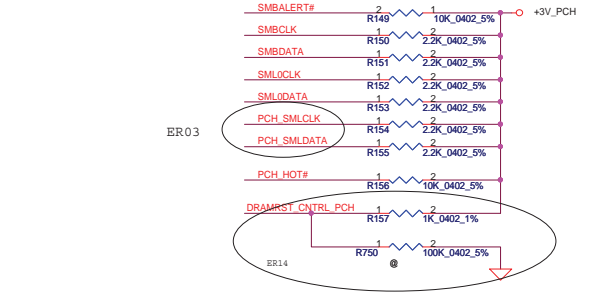 SMBALERT# 2 1 +3V_PCH
R149 10K_0402_5%
SMBCLK 1 2
R150 2.2K_0402_5%
SMBDATA 1 2
R151 2.2K_0402_5%
SML0CLK 1 2
R152 2.2K_0402_5%
SML0DATA 1 2
R153 2.2K_0402_5%
PCH_SMLCLK 1 2
ER03 R154 2.2K_0402_5%
PCH_SMLDATA 1 2
R155 2.2K_0402_5%
PCH_HOT# 1 2
R156 10K_0402_5%
DRAMRST_CNTRL_PCH 1 2
R157 1K_0402_1%
1 2
R750 100K_0402_5%
ER14 @